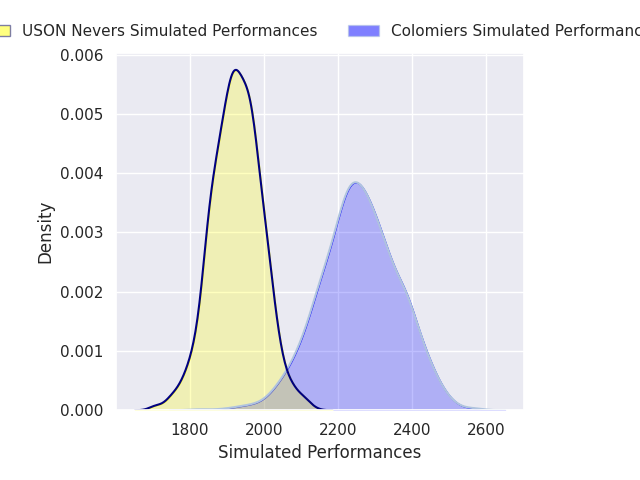 USON Nevers Simulated Performances
Colomiers Simulated
0.006
0.005
0.004
0.003
0.002
0.001
0.000
Density
1800 2000 2200 2400 2600
Simulated Performances